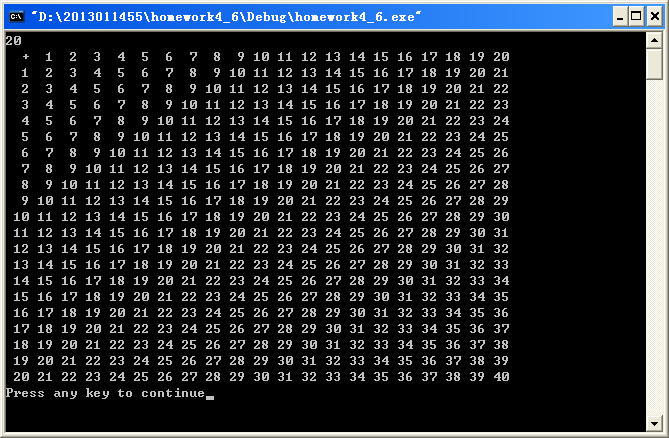 "D:\2013011455\homework4_6\Debug\homework4_6.exe"
20
  +  1  2  3  4  5  6  7  8  9 10 11 12 13 14 15 16 17 18 19 20
  1  2  3  4  5  6  7  8  9 10 11 12 13 14 15 16 17 18 19 20 21
  2  3  4  5  6  7  8  9 10 11 12 13 14 15 16 17 18 19 20 21 22
  3  4  5  6  7  8  9 10 11 12 13 14 15 16 17 18 19 20 21 22 23
  4  5  6  7  8  9 10 11 12 13 14 15 16 17 18 19 20 21 22 23 24
  5  6  7  8  9 10 11 12 13 14 15 16 17 18 19 20 21 22 23 24 25
  6  7  8  9 10 11 12 13 14 15 16 17 18 19 20 21 22 23 24 25 26
  7  8  9 10 11 12 13 14 15 16 17 18 19 20 21 22 23 24 25 26 27
  8  9 10 11 12 13 14 15 16 17 18 19 20 21 22 23 24 25 26 27 28
  9 10 11 12 13 14 15 16 17 18 19 20 21 22 23 24 25 26 27 28 29
 10 11 12 13 14 15 16 17 18 19 20 21 22 23 24 25 26 27 28 29 30
 11 12 13 14 15 16 17 18 19 20 21 22 23 24 25 26 27 28 29 30 31
 12 13 14 15 16 17 18 19 20 21 22 23 24 25 26 27 28 29 30 31 32
 13 14 15 16 17 18 19 20 21 22 23 24 25 26 27 28 29 30 31 32 33
 14 15 16 17 18 19 20 21 22 23 24 25 26 27 28 29 30 31 32 33 34
 15 16 17 18 19 20 21 22 23 24 25 26 27 28 29 30 31 32 33 34 35
 16 17 18 19 20 21 22 23 24 25 26 27 28 29 30 31 32 33 34 35 36
 17 18 19 20 21 22 23 24 25 26 27 28 29 30 31 32 33 34 35 36 37
 18 19 20 21 22 23 24 25 26 27 28 29 30 31 32 33 34 35 36 37 38
 19 20 21 22 23 24 25 26 27 28 29 30 31 32 33 34 35 36 37 38 39
 20 21 22 23 24 25 26 27 28 29 30 31 32 33 34 35 36 37 38 39 40
Press any key to continue